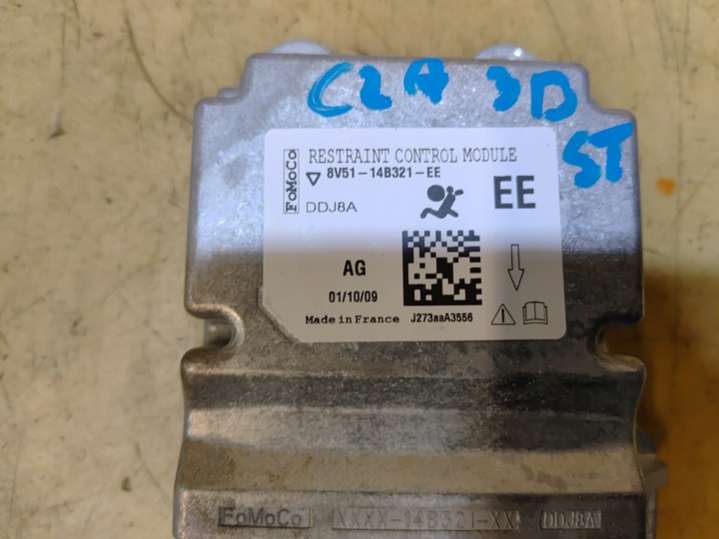 C2A 3D
ST
FoMoCo
RESTRAINT CONTROL MODULE
8V51-14B321-EE
DDJ8A
EE
AG
01/10/09
Made in France
J273aaA3556
FoMoCo XXXX-14B321-XX DDJ8A